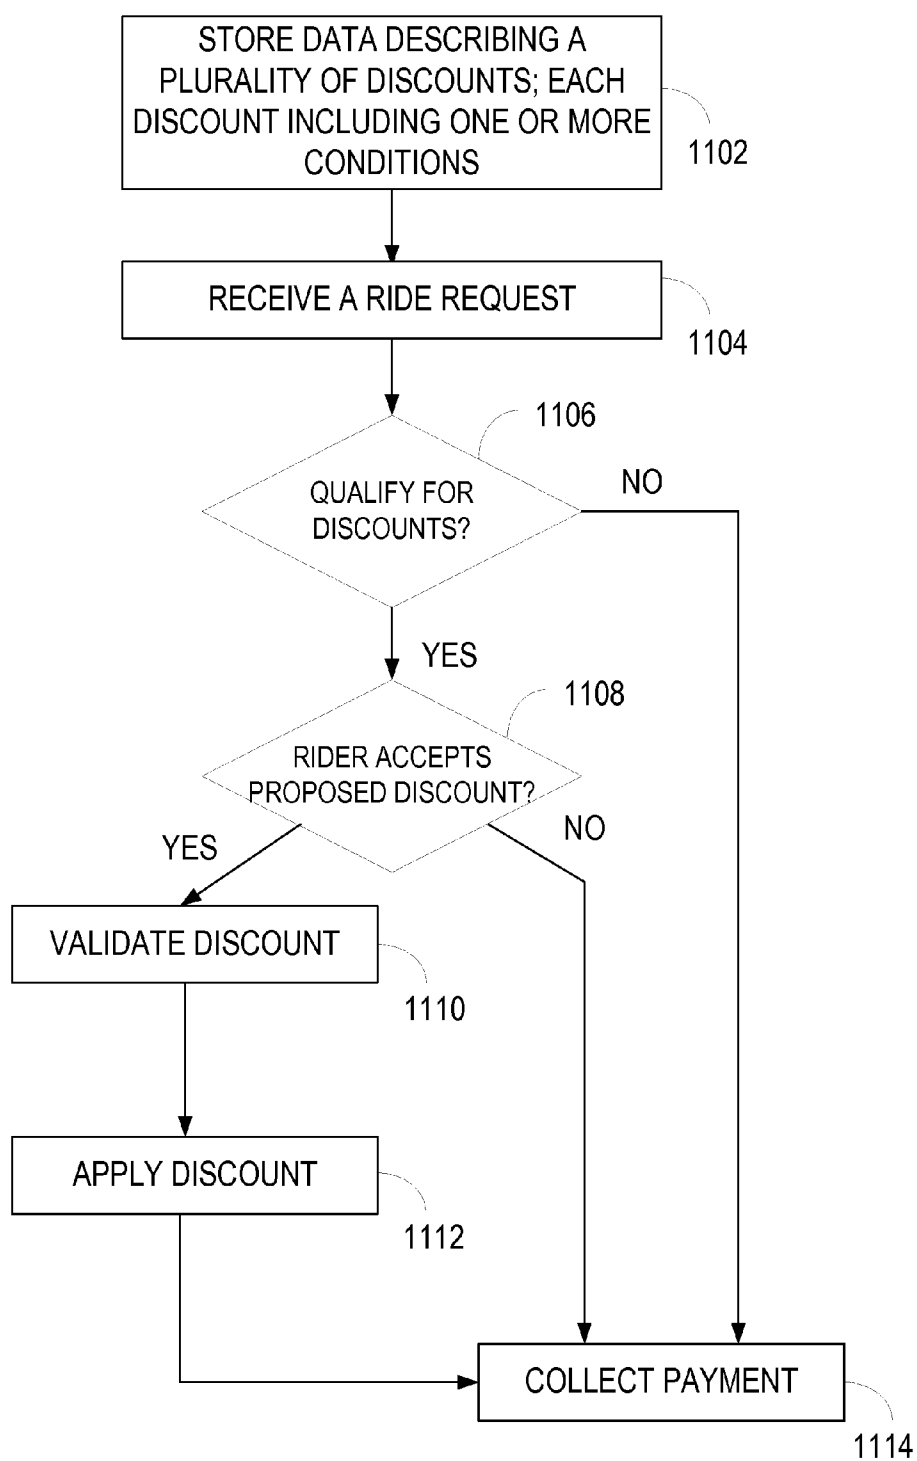 STORE DATA DESCRIBING A
PLURALITY OF DISCOUNTS; EACH
DISCOUNT INCLUDING ONE OR MORE
CONDITIONS
1102
RECEIVE A RIDE REQUEST
1104
1106
QUALIFY FOR
DISCOUNTS?
NO
YES
1108
RIDER ACCEPTS
PROPOSED DISCOUNT?
YES
NO
VALIDATE DISCOUNT
1110
APPLY DISCOUNT
1112
COLLECT PAYMENT
1114